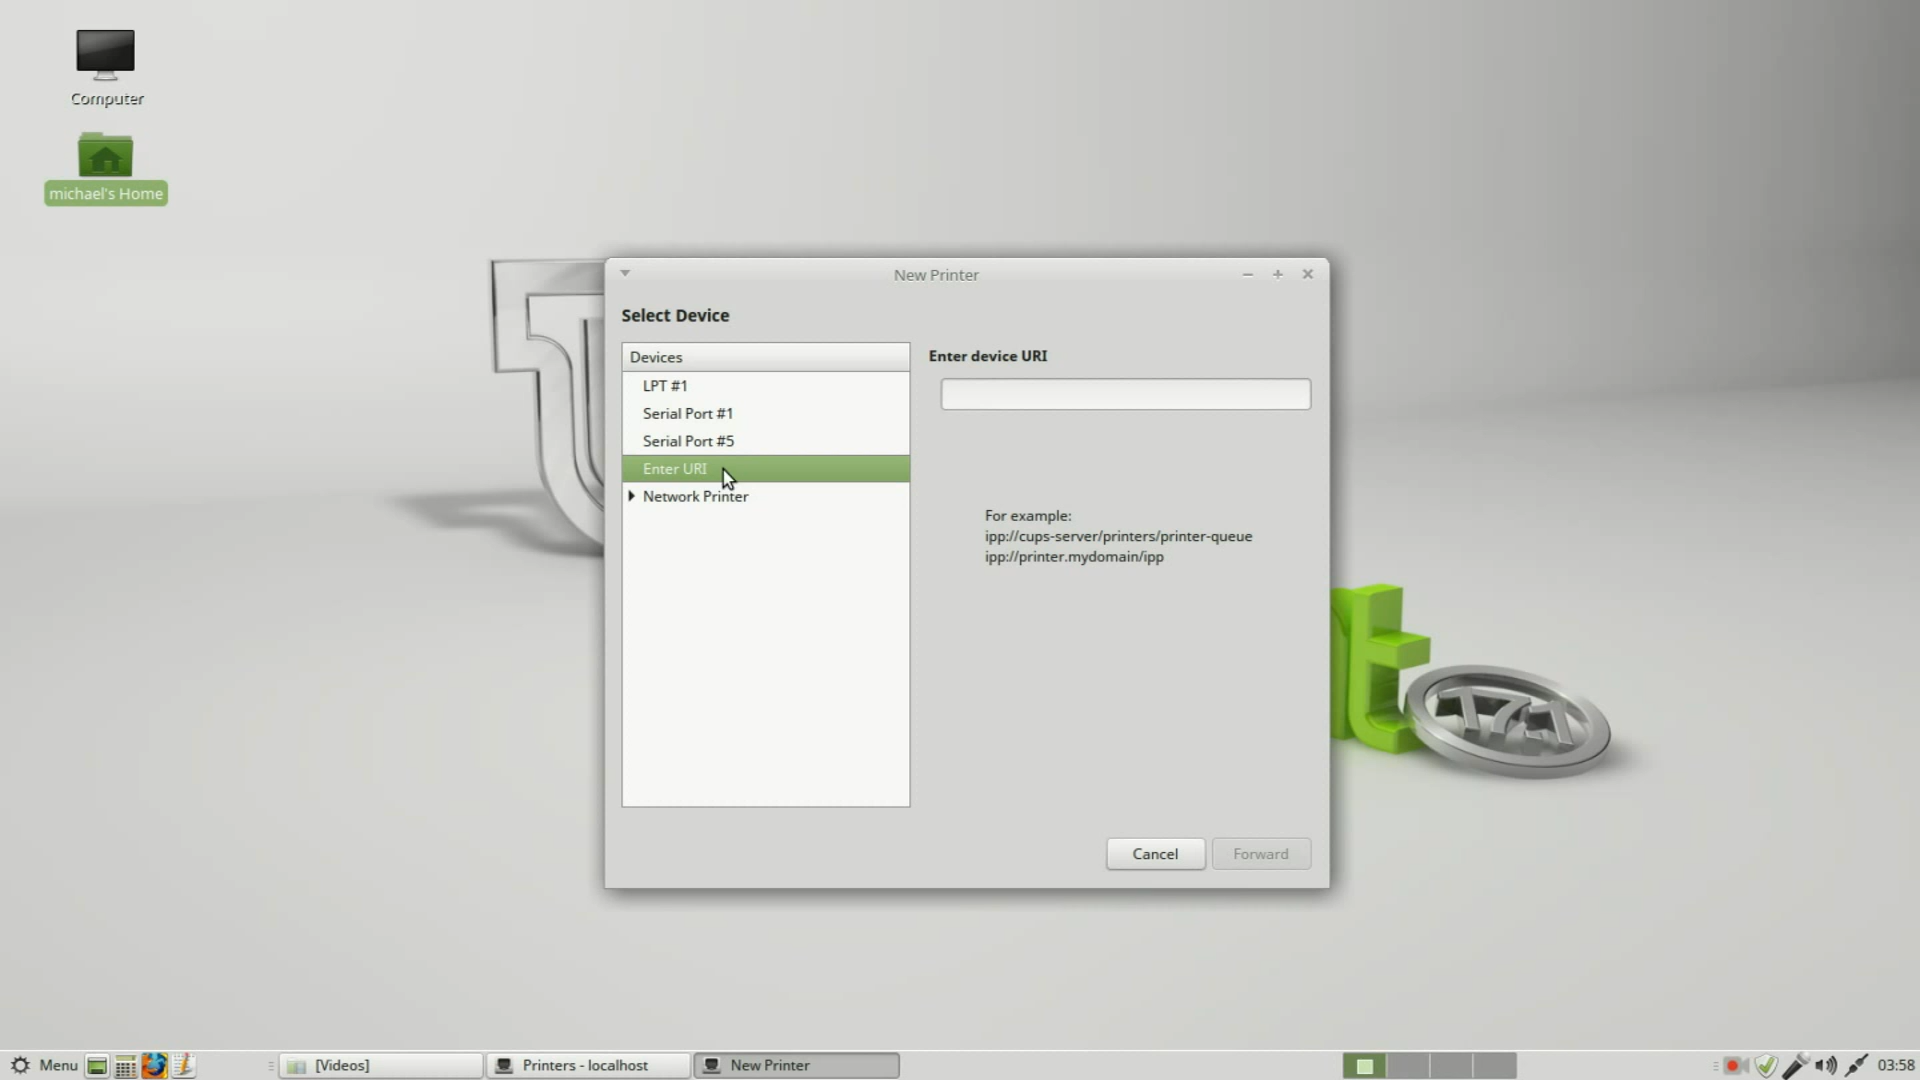 Computer
michael's Home
New Printer
Select Device
Devices
LPT #1
Serial Port #1
Serial Port #5
Enter URI
Network Printer
Enter device URI
For example:
ipp://cups-server/printers/printer-queue
ipp://printer.mydomain/ipp
Cancel
Forward
t
17.1
Menu
[Videos]
Printers - localhost
New Printer
03:58